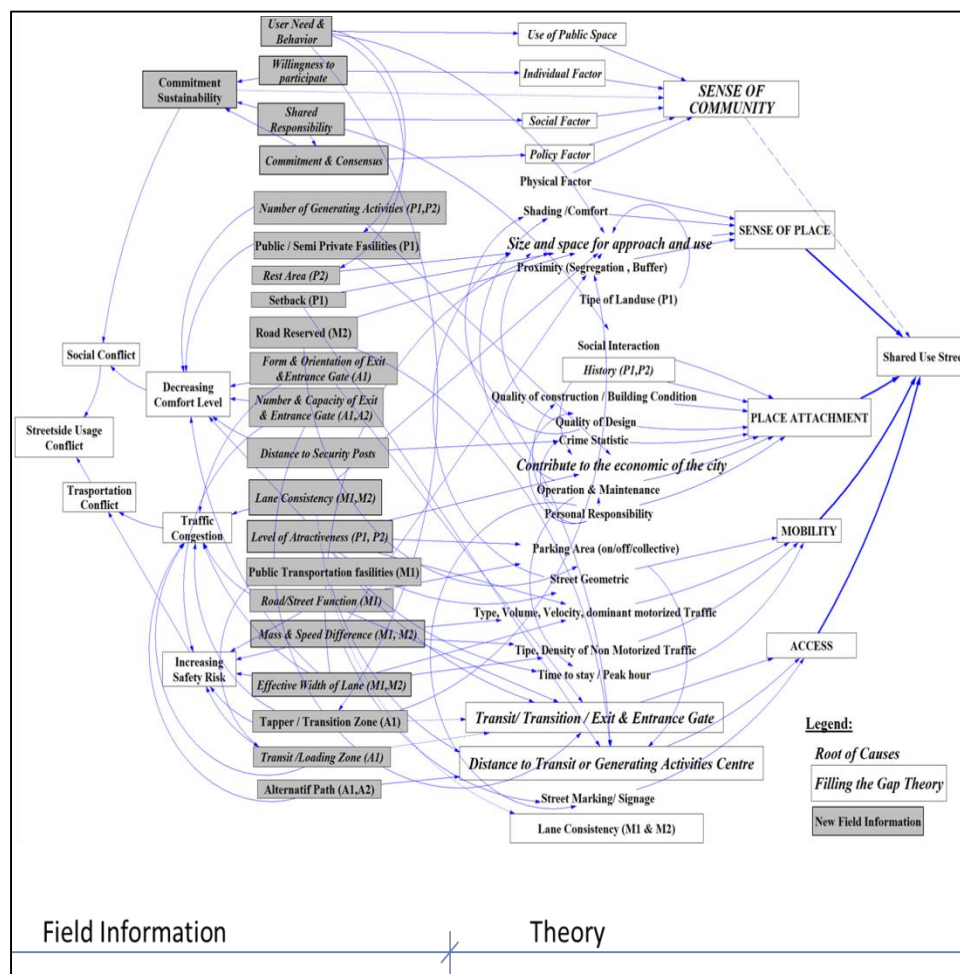 User Need &
Behavior
Willingness to
participate
Commitment
Sustainability
Shared
Responsibility
Commitment & Consensus
Number of Generating Activities (P1,P2)
Public / Semi Private Facilities (P1)
Rest Area (P2)
Setback (P1)
Road Reserved (M2)
Form & Orientation of Exit
&Entrance Gate (A1)
Number & Capacity of Exit
& Entrance Gate (A1,A2)
Distance to Security Posts
Lane Consistency (M1,M2)
Level of Atractiveness (P1, P2)
Public Transportation facilities (M1)
Road/Street Function (M1)
Mass & Speed Difference (M1, M2)
Effective Width of Lane (M1,M2)
Tapper / Transition Zone (A1)
Transit /Loading Zone (A1)
Alternatif Path (A1,A2)
Social Conflict
Decreasing
Comfort Level
Streetside Usage
Conflict
Trasportation
Conflict
Traffic
Congestion
Increasing
Safety Risk
Use of Public Space
Individual Factor
Social Factor
Policy Factor
Physical Factor
Shading /Comfort
Size and space for approach and use
Proximity (Segregation , Buffer)
Tipe of Landuse (P1)
Social Interaction
History (P1,P2)
Quality of construction / Building Condition
Quality of Design
Crime Statistic
Contribute to the economic of the city
Operation & Maintenance
Personal Responsibility
Parking Area (on/off/collective)
Street Geometric
Type, Volume, Velocity, dominant motorized Traffic
Tipe, Density of Non Motorized Traffic
Time to stay / Peak hour
Transit/ Transition / Exit & Entrance Gate
Distance to Transit or Generating Activities Centre
Street Marking/ Signage
Lane Consistency (M1 & M2)
SENSE OF
COMMUNITY
SENSE OF PLACE
PLACE ATTACHMENT
MOBILITY
ACCESS
Shared Use Street
Legend:
Root of Causes
Filling the Gap Theory
New Field Information
Field Information
Theory